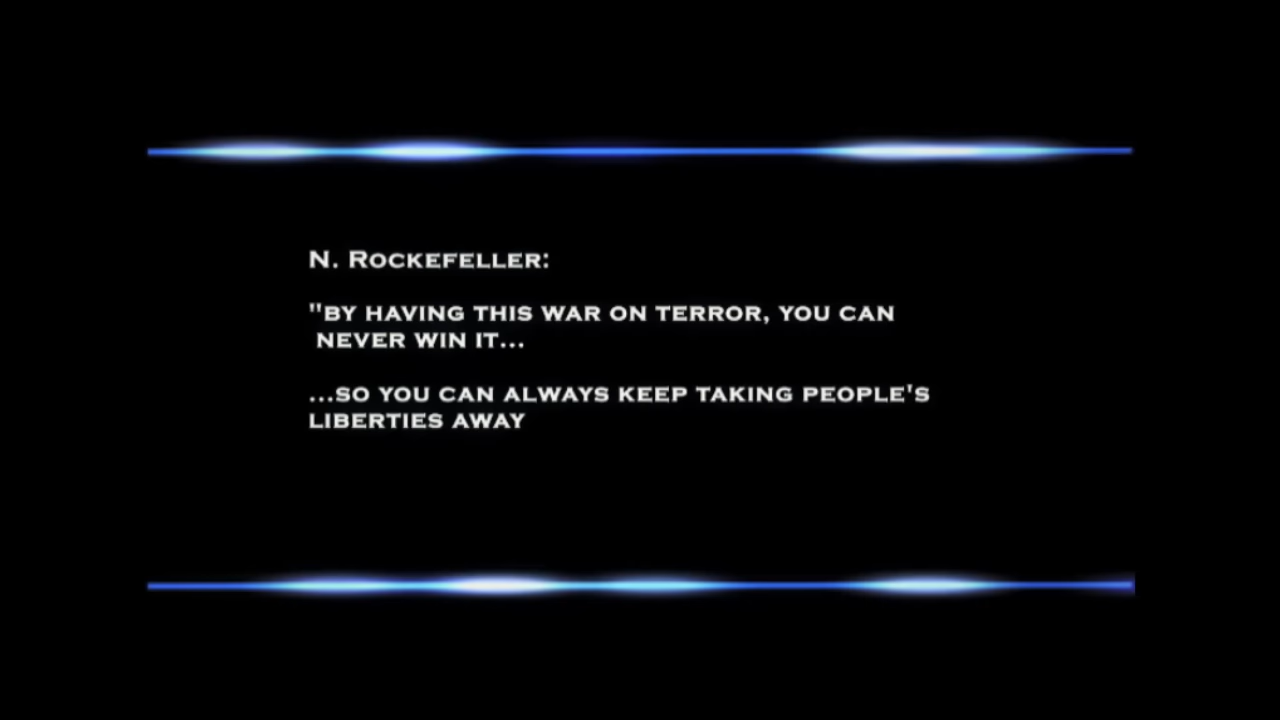 N. ROCKEFELLER:
"BY HAVING THIS WAR ON TERROR, YOU CAN
NEVER WIN IT...
...SO YOU CAN ALWAYS KEEP TAKING PEOPLE'S
LIBERTIES AWAY